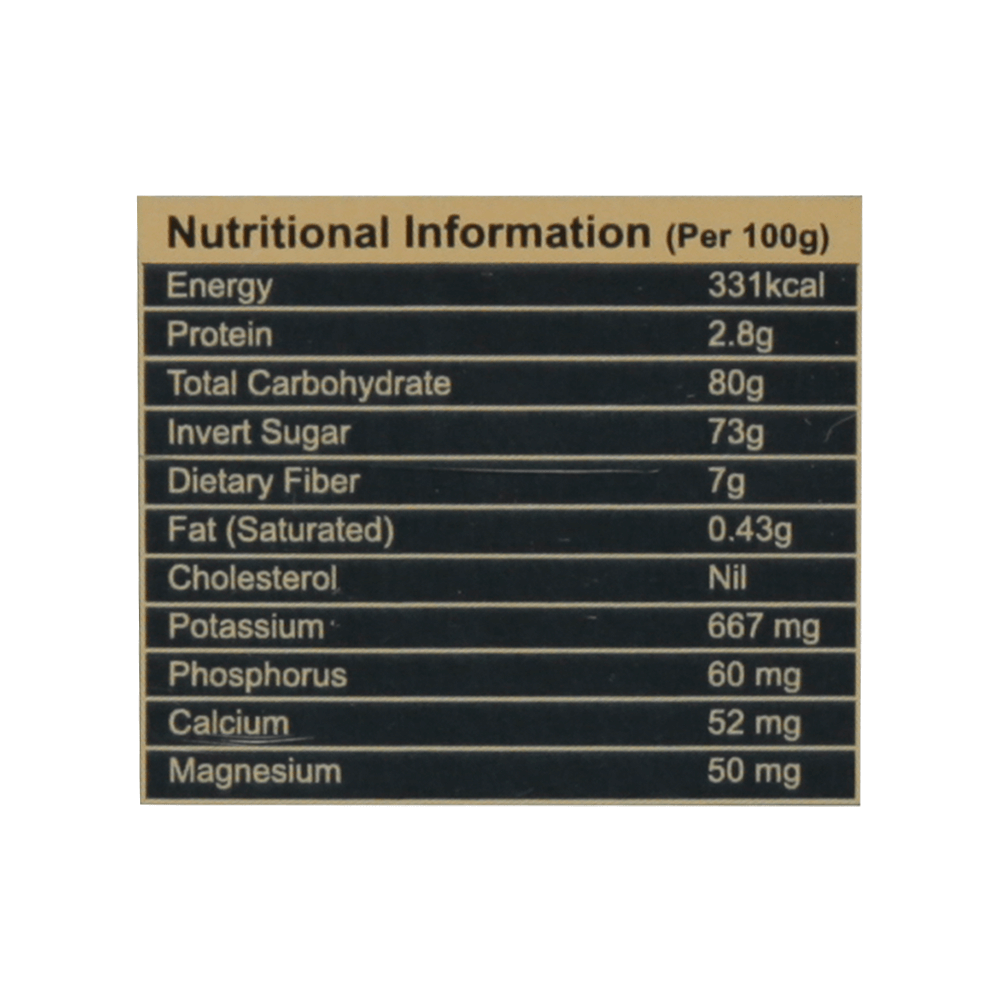 Nutritional Information (Per 100g)
Energy 331kcal
Protein 2.8g
Total Carbohydrate 80g
Invert Sugar 73g
Dietary Fiber 7g
Fat (Saturated) 0.43g
Cholesterol Nil
Potassium 667 mg
Phosphorus 60 mg
Calcium 52 mg
Magnesium 50 mg